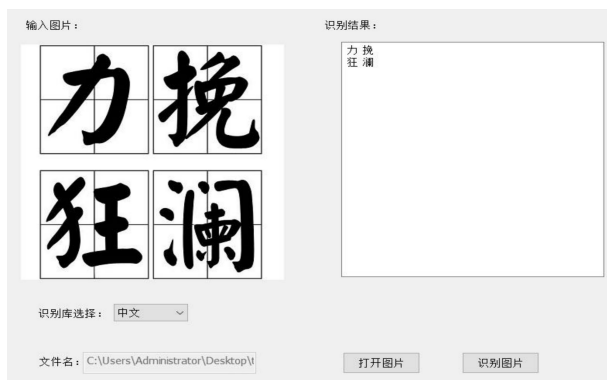 输入图片：
识别结果：
力挽
狂澜
力 挽
狂 澜
识别库选择： 中文
文件名： C:\Users\Administrator\Desktop\t
打开图片
识别图片